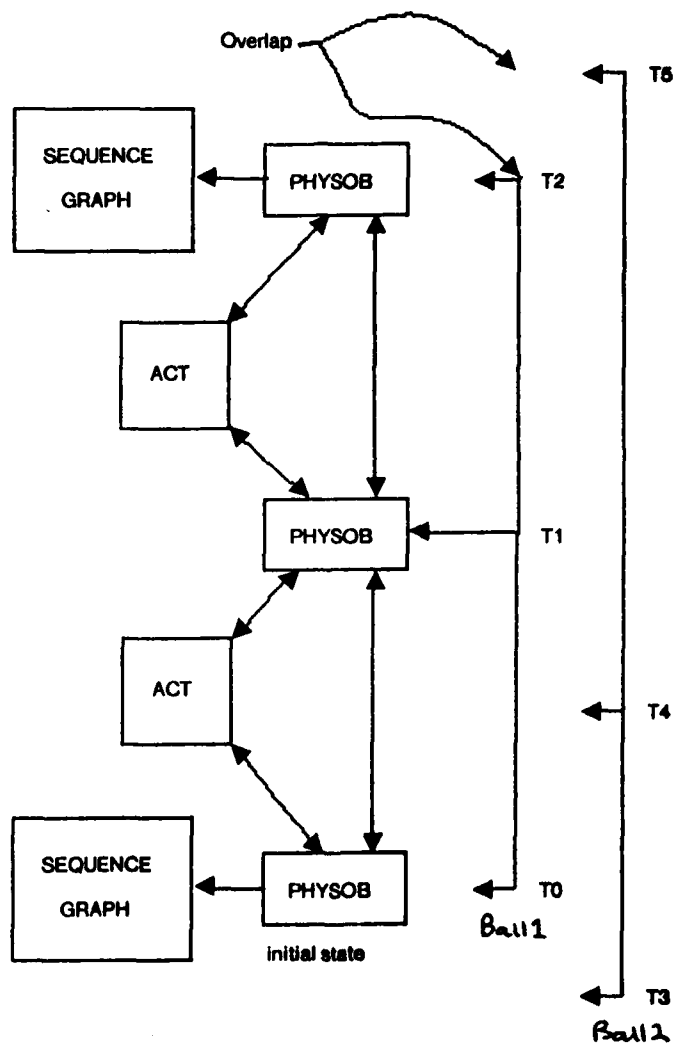 Overlap
T5
SEQUENCE
GRAPH
PHYSOB
T2
ACT
PHYSOB
T1
ACT
T4
SEQUENCE
GRAPH
PHYSOB
T0
Ball1
initial state
T3
Ball2